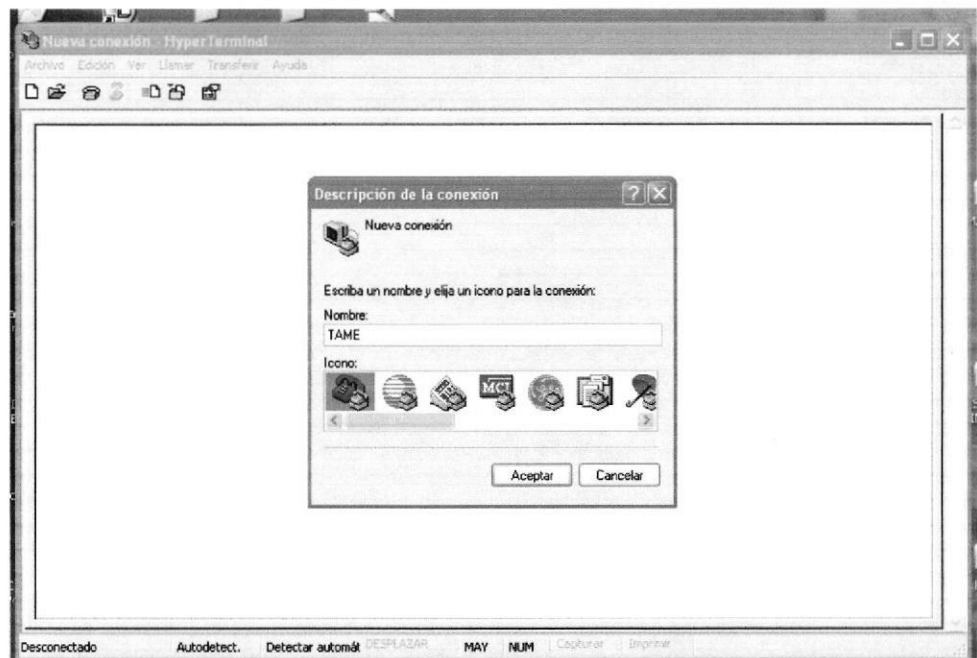 Nueva conexión - HyperTerminal
Archivo Edición Ver Llamar Transferir Ayuda
Descripción de la conexión
Nueva conexión
Escriba un nombre y elija un icono para la conexión:
Nombre:
TAME
Icono:
MCI
Aceptar Cancelar
Desconectado Autodetect. Detectar automát DESPLAZAR MAY NUM Capturar Imprimir